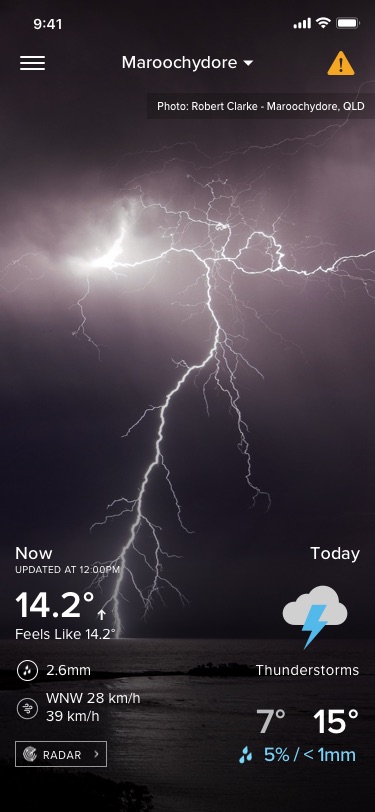 9:41
Maroochydore
Photo: Robert Clarke - Maroochydore, QLD
Now
UPDATED AT 12:00PM
14.2°
Feels Like 14.2°
2.6mm
WNW 28 km/h
39 km/h
RADAR
Today
Thunderstorms
7° 15°
5% / < 1mm